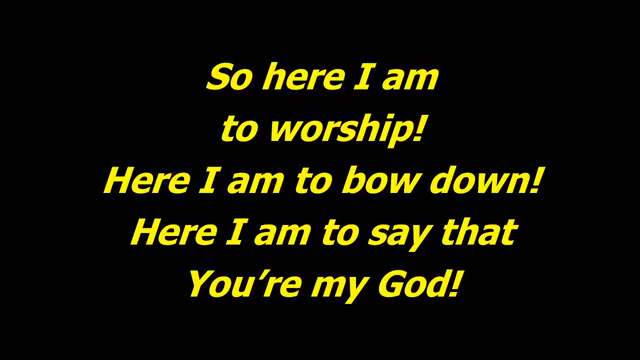 So here I am
to worship!
Here I am to bow down!
Here I am to say that
You’re my God!